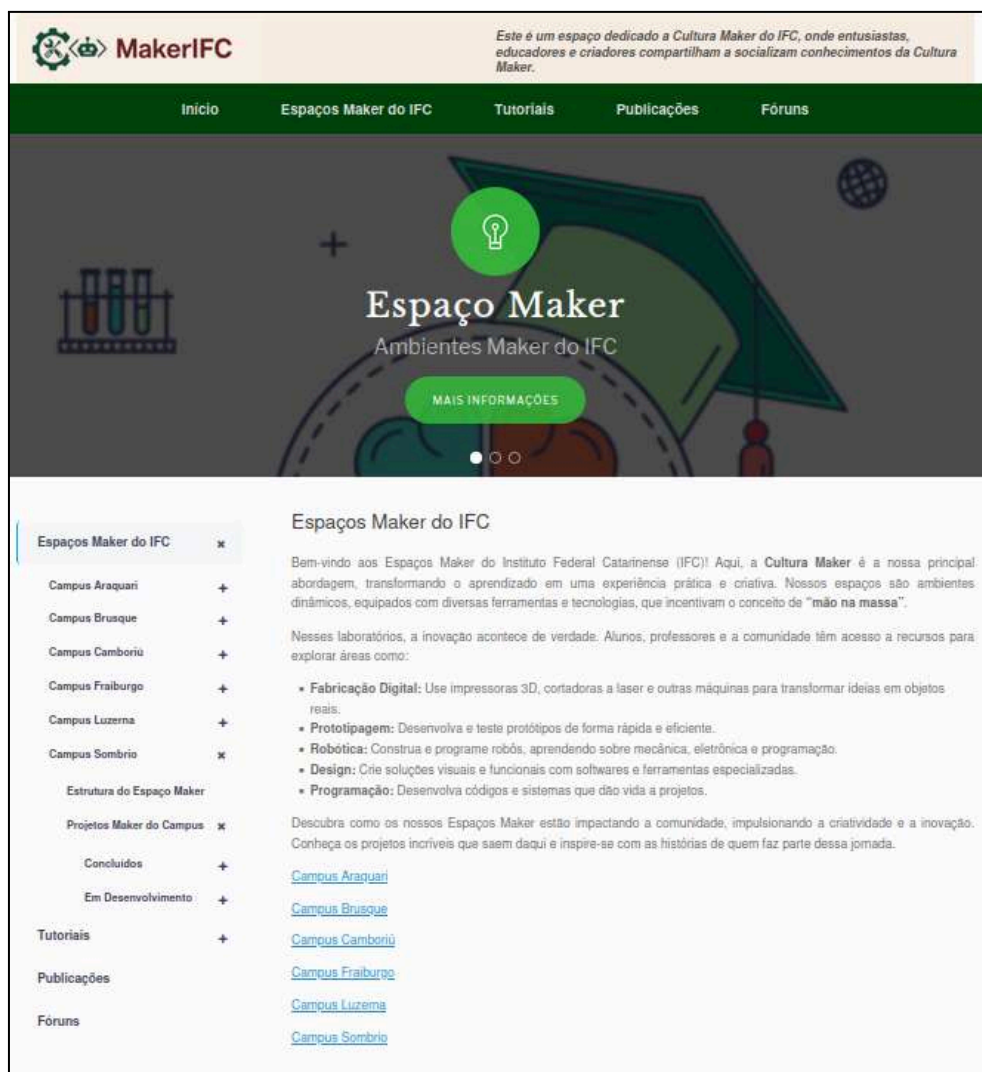 MakerIFC
Este é um espaço dedicado a Cultura Maker do IFC, onde entusiastas,
educadores e criadores compartilham a socializam conhecimentos da Cultura
Maker.
Início
Espaços Maker do IFC
Tutoriais
Publicações
Fóruns
Espaço Maker
Ambientes Maker do IFC
MAIS INFORMAÇÕES
Espaços Maker do IFC
Campus Araquari
Campus Brusque
Campus Camboriú
Campus Fraiburgo
Campus Luzerna
Campus Sombrio
Estrutura do Espaço Maker
Projetos Maker do Campus
Concluídos
Em Desenvolvimento
Tutoriais
Publicações
Fóruns
Espaços Maker do IFC
Bem-vindo aos Espaços Maker do Instituto Federal Catarinense (IFC)! Aqui, a Cultura Maker é a nossa principal
abordagem, transformando o aprendizado em uma experiência prática e criativa. Nossos espaços são ambientes
dinâmicos, equipados com diversas ferramentas e tecnologias, que incentivam o conceito de "mão na massa".
Nesses laboratórios, a inovação acontece de verdade. Alunos, professores e a comunidade têm acesso a recursos para
explorar áreas como:
• Fabricação Digital: Use impressoras 3D, cortadoras a laser e outras máquinas para transformar ideias em objetos
reais.
• Prototipagem: Desenvolva e teste protótipos de forma rápida e eficiente.
• Robótica: Construa e programe robôs, aprendendo sobre mecânica, eletrônica e programação.
• Design: Crie soluções visuais e funcionais com softwares e ferramentas especializadas.
• Programação: Desenvolva códigos e sistemas que dão vida a projetos.
Descubra como os nossos Espaços Maker estão impactando a comunidade, impulsionando a criatividade e a inovação.
Conheça os projetos incríveis que saem daqui e inspire-se com as histórias de quem faz parte dessa jornada.
Campus Araquari
Campus Brusque
Campus Camboriú
Campus Fraiburgo
Campus Luzerna
Campus Sombrio